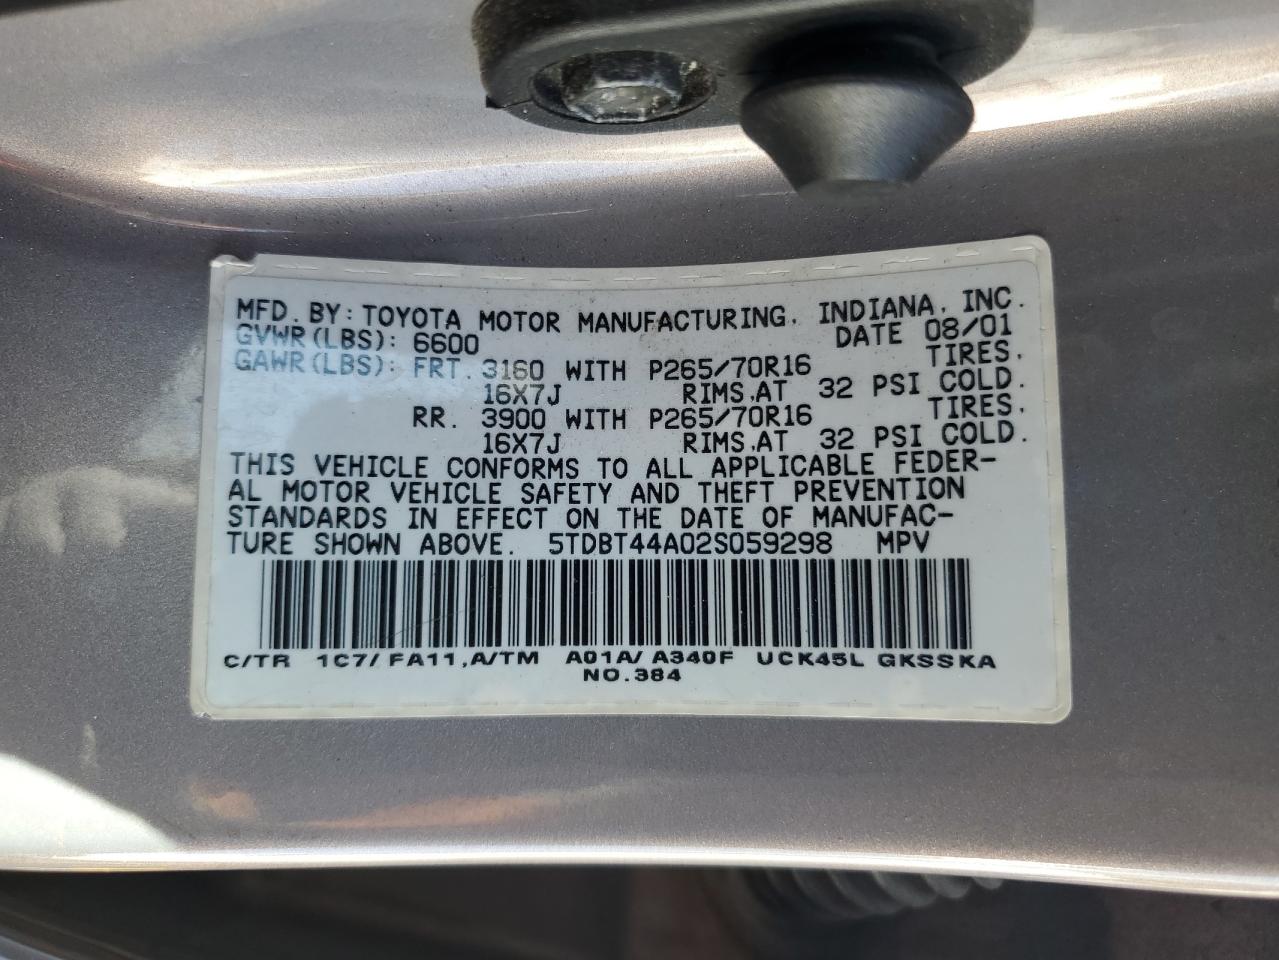 MFD. BY: TOYOTA MOTOR MANUFACTURING, INDIANA, INC.
GVWR(LBS): 6600 DATE 08/01
GAWR(LBS): FRT. 3160 WITH P265/70R16 TIRES,
16X7J RIMS,AT 32 PSI COLD.
RR. 3900 WITH P265/70R16 TIRES,
16X7J RIMS,AT 32 PSI COLD.
THIS VEHICLE CONFORMS TO ALL APPLICABLE FEDER-
AL MOTOR VEHICLE SAFETY AND THEFT PREVENTION
STANDARDS IN EFFECT ON THE DATE OF MANUFAC-
TURE SHOWN ABOVE. 5TDBT44A02S059298 MPV
C/TR 1C7/ FA11,A/TM A01A/ A340F UCK45L GKSSKA
NO.384